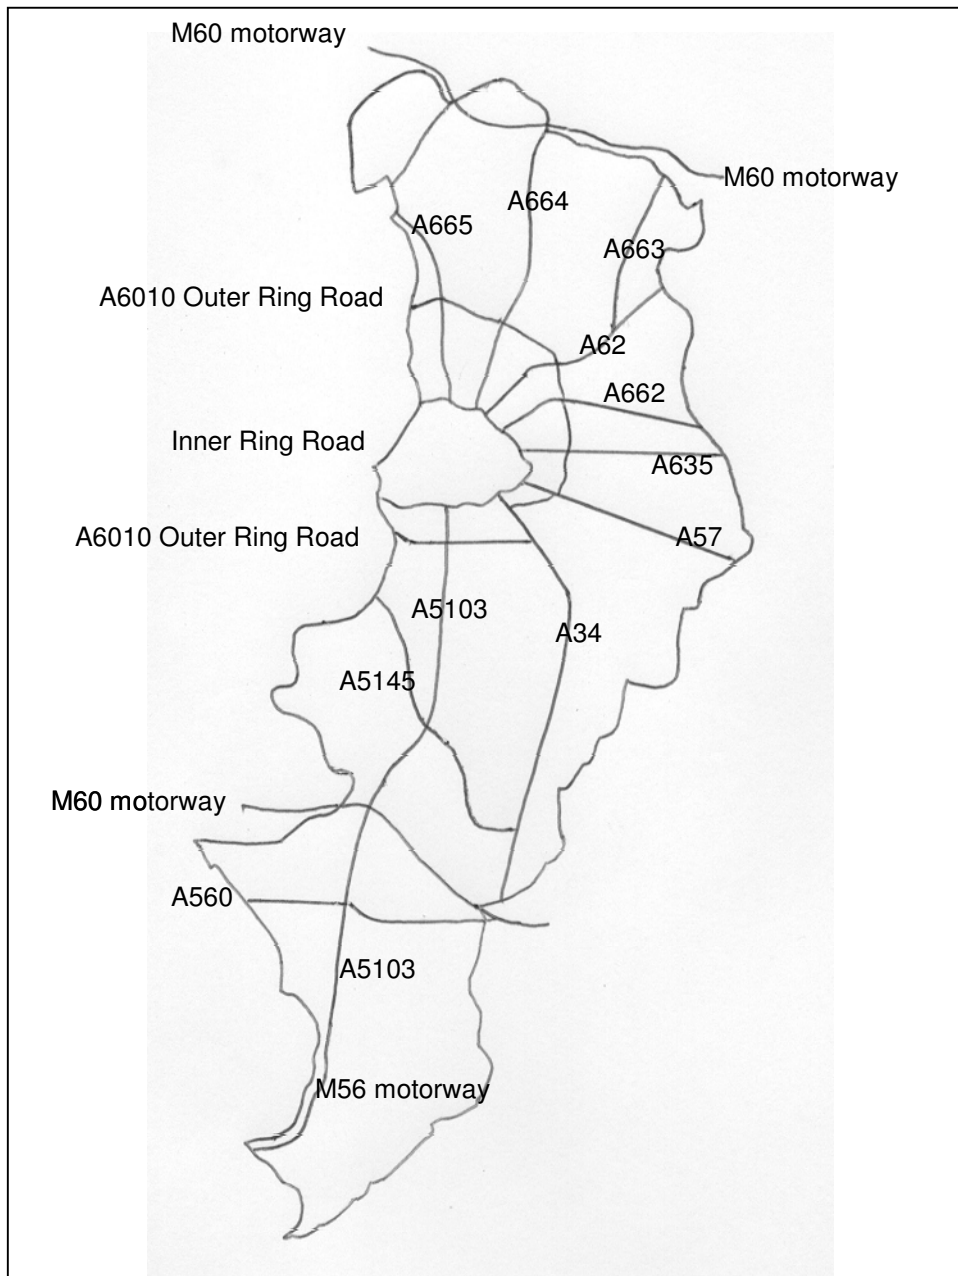 M60 motorway
M60 motorway
A664
A665
A663
A6010 Outer Ring Road
A62
A662
Inner Ring Road
A635
A6010 Outer Ring Road
A57
A5103
A34
A5145
M60 motorway
A560
A5103
M56 motorway